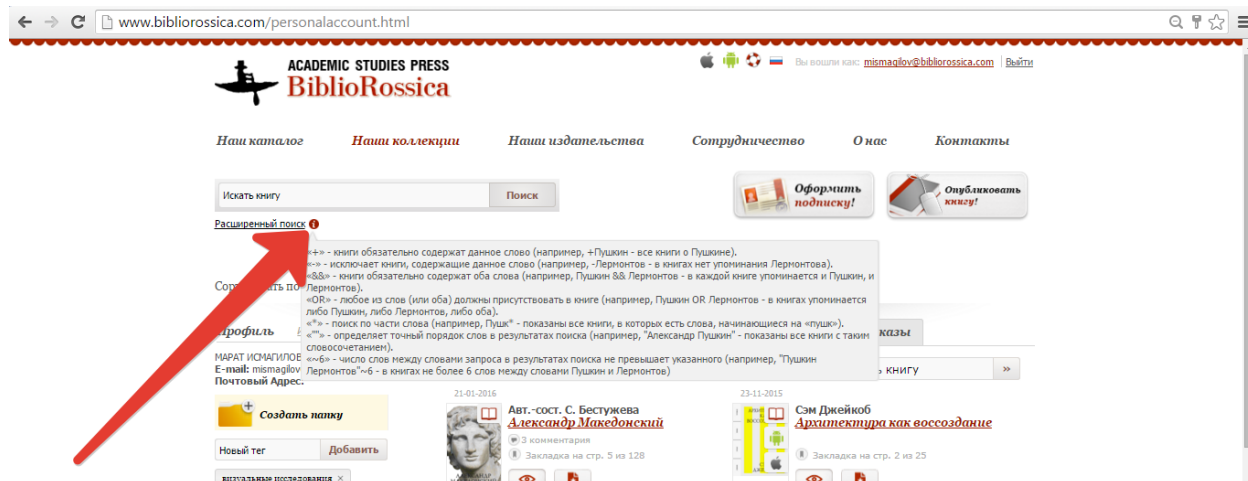 www.bibliorossica.com/personalaccount.html
ACADEMIC STUDIES PRESS
BiblioRossica
Вы вошли как: mismagilov@bibliorossica.com | Выйти
Наш каталог Наши коллекции Наши издательства Сотрудничество О нас Контакты
Искать книгу Поиск
Оформить подписку!
Опубликовать книгу!
Расширенный поиск
«+» - книги обязательно содержат данное слово (например, +Пушкин - все книги о Пушкине).
«-» - исключает книги, содержащие данное слово (например, -Лермонтов - в книгах нет упоминания Лермонтова).
«&&» - книги обязательно содержат оба слова (например, Пушкин && Лермонтов - в каждой книге упоминается и Пушкин, и
Лермонтов).
«OR» - любое из слов (или оба) должны присутствовать в книге (например, Пушкин OR Лермонтов - в книгах упоминается
либо Пушкин, либо Лермонтов, либо оба).
«*» - поиск по части слова (например, Пушк* - показаны все книги, в которых есть слова, начинающиеся на «пушк»).
«""» - определяет точный порядок слов в результатах поиска (например, "Александр Пушкин" - показаны все книги с таким
словосочетанием).
«~6» - число слов между словами запроса в результатах поиска не превышает указанного (например, "Пушкин
Лермонтов"~6 - в книгах не более 6 слов между словами Пушкин и Лермонтов)
по
Профиль
МАРАТ ИСМАГИЛОВ
E-mail: mismagilov
Почтовый Адрес:
книгу »
Создать папку
Новый тег Добавить
визуальные исследования ×
21-01-2016
Авт.-сост. С. Бестужева
Александр Македонский
3 комментария
Закладка на стр. 5 из 128
23-11-2015
Сэм Джейкоб
Архитектура как воссоздание
Закладка на стр. 2 из 25